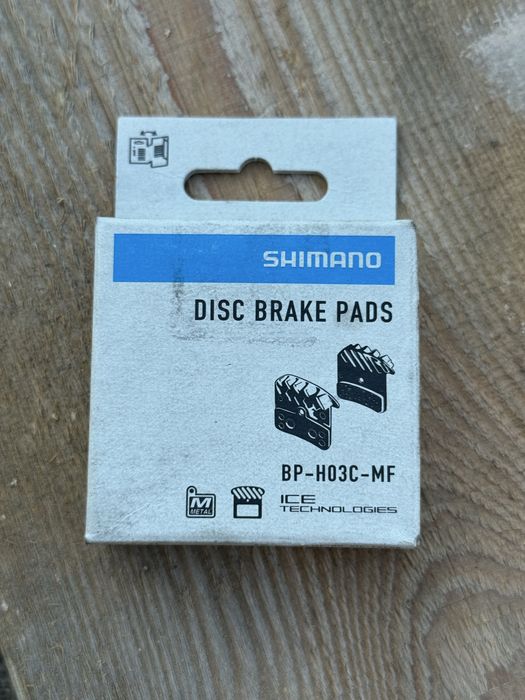 SHIMANO
DISC BRAKE PADS
BP-H03C-MF
M
METAL
ICE
TECHNOLOGIES